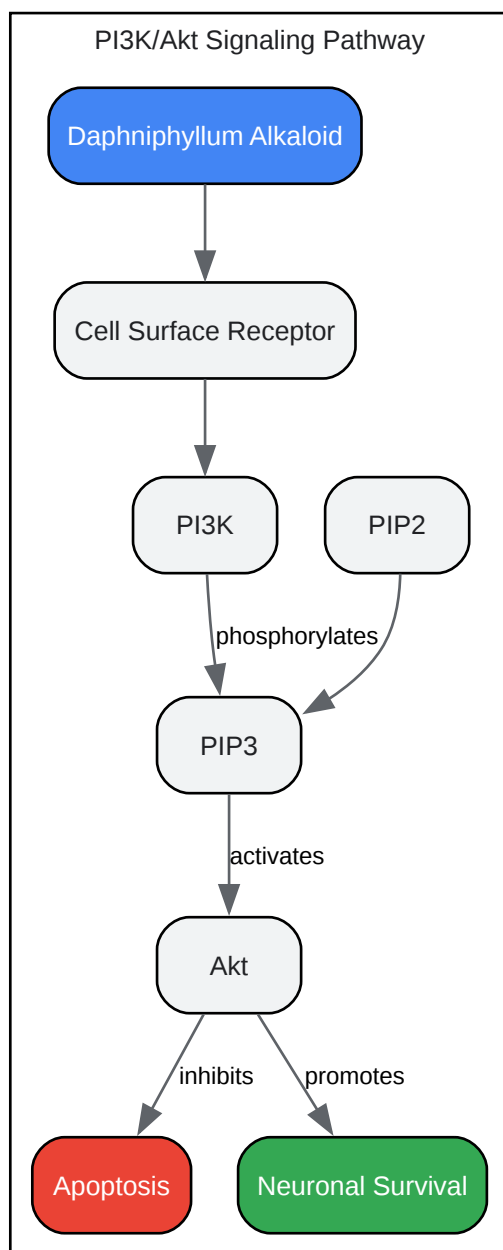 PI3K/Akt Signaling Pathway
Daphniphyllum Alkaloid
Cell Surface Receptor
PI3K
PIP2
phosphorylates
PIP3
activates
Akt
inhibits
promotes
Apoptosis
Neuronal Survival